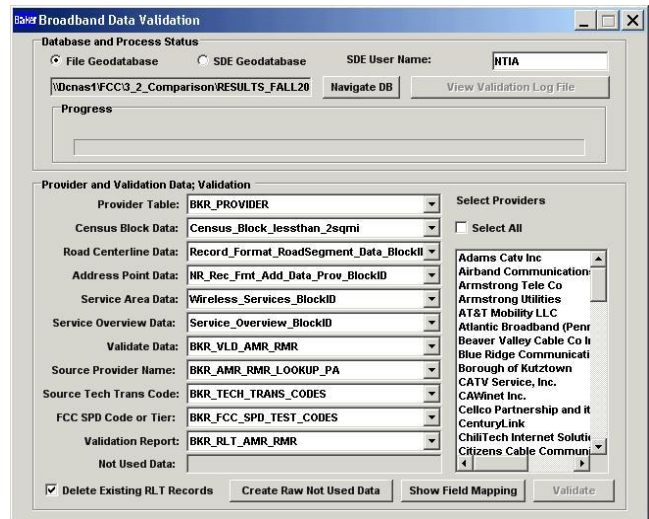 Baker Broadband Data Validation
Database and Process Status
File Geodatabase SDE Geodatabase SDE User Name: NTIA
\\Dcnas1\FCC\3_2_Comparison\RESULTS_FALL20 Navigate DB View Validation Log File
Progress
Provider and Validation Data; Validation
Provider Table: BKR_PROVIDER
Census Block Data: Census_Block_lessthan_2sqmi
Road Centerline Data: Record_Format_RoadSegment_Data_BlockI
Address Point Data: NR_Rec_Fmt_Add_Data_Prov_BlockID
Service Area Data: Wireless_Services_BlockID
Service Overview Data: Service_Overview_BlockID
Validate Data: BKR_VLD_AMR_RMR
Source Provider Name: BKR_AMR_RMR_LOOKUP_PA
Source Tech Trans Code: BKR_TECH_TRANS_CODES
FCC SPD Code or Tier: BKR_FCC_SPD_TEST_CODES
Validation Report: BKR_RLT_AMR_RMR
Not Used Data:
Select Providers
Select All
Adams Catv Inc
Airband Communication
Armstrong Tele Co
Armstrong Utilities
AT&T Mobility LLC
Atlantic Broadband (Penr
Beaver Valley Cable Co I
Blue Ridge Communicati
Borough of Kutztown
CATV Service, Inc.
CAWinet Inc.
Cellco Partnership and it
CenturyLink
ChiliTech Internet Soluti
Citizens Cable Commun
Delete Existing RLT Records Create Raw Not Used Data Show Field Mapping Validate